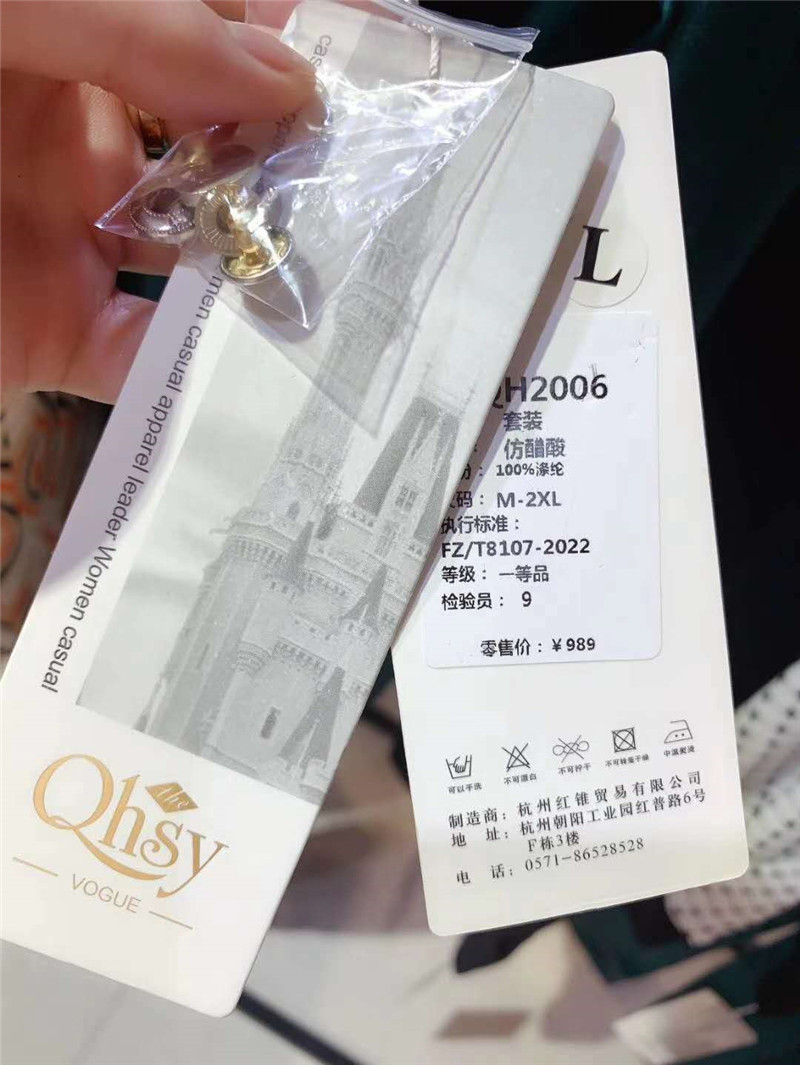 women casual apparel leader Women casual
Qhsy
VOGUE
L
QH2006
套装
仿醋酸
100%涤纶
码：M-2XL
执行标准：
FZ/T8107-2022
等级：一等品
检验员：9
零售价：￥989
可以手洗 不可漂白 不可拧干 不可转笼干燥 中温熨烫
制造商：杭州红锥贸易有限公司
地 址：杭州朝阳工业园红普路6号
F栋3楼
电 话：0571-86528528